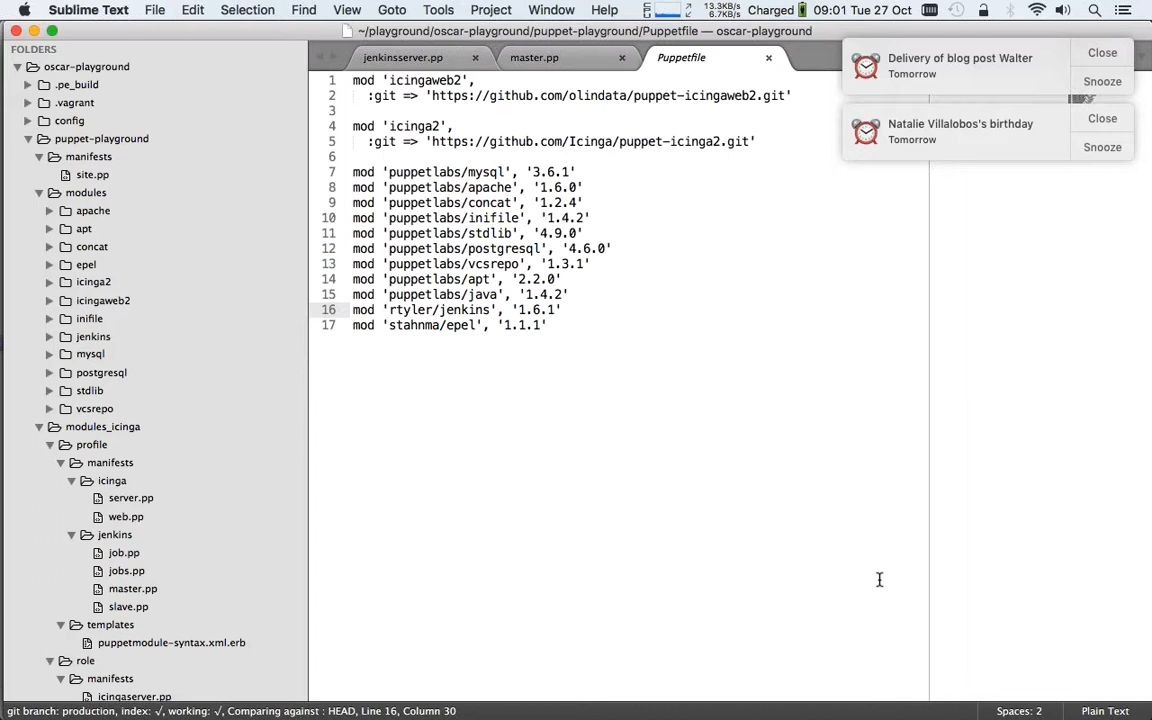 Sublime Text File Edit Selection Find View Goto Tools Project Window Help 13.3KB/s 6.7KB/s Charged 09:01 Tue 27 Oct
~/playground/oscar-playground/puppet-playground/Puppetfile — oscar-playground
FOLDERS
oscar-playground
.pe_build
.vagrant
config
puppet-playground
manifests
site.pp
modules
apache
apt
concat
epel
icinga2
icingaweb2
inifile
jenkins
mysql
postgresql
stdlib
vcsrepo
modules_icinga
profile
manifests
icinga
server.pp
web.pp
jenkins
job.pp
jobs.pp
master.pp
slave.pp
templates
puppetmodule-syntax.xml.erb
role
manifests
icingaserver.pp
jenkinsserver.pp × master.pp × Puppetfile ×
1 mod 'icingaweb2',
2 :git => 'https://github.com/olindata/puppet-icingaweb2.git'
3
4 mod 'icinga2',
5 :git => 'https://github.com/Icinga/puppet-icinga2.git'
6
7 mod 'puppetlabs/mysql', '3.6.1'
8 mod 'puppetlabs/apache', '1.6.0'
9 mod 'puppetlabs/concat', '1.2.4'
10 mod 'puppetlabs/inifile', '1.4.2'
11 mod 'puppetlabs/stdlib', '4.9.0'
12 mod 'puppetlabs/postgresql', '4.6.0'
13 mod 'puppetlabs/vcsrepo', '1.3.1'
14 mod 'puppetlabs/apt', '2.2.0'
15 mod 'puppetlabs/java', '1.4.2'
16 mod 'rtyler/jenkins', '1.6.1'
17 mod 'stahnma/epel', '1.1.1'
Delivery of blog post Walter
Tomorrow
Close
Snooze
Natalie Villalobos's birthday
Tomorrow
Close
Snooze
git branch: production, index: √, working: √, Comparing against : HEAD, Line 16, Column 30 Spaces: 2 Plain Text